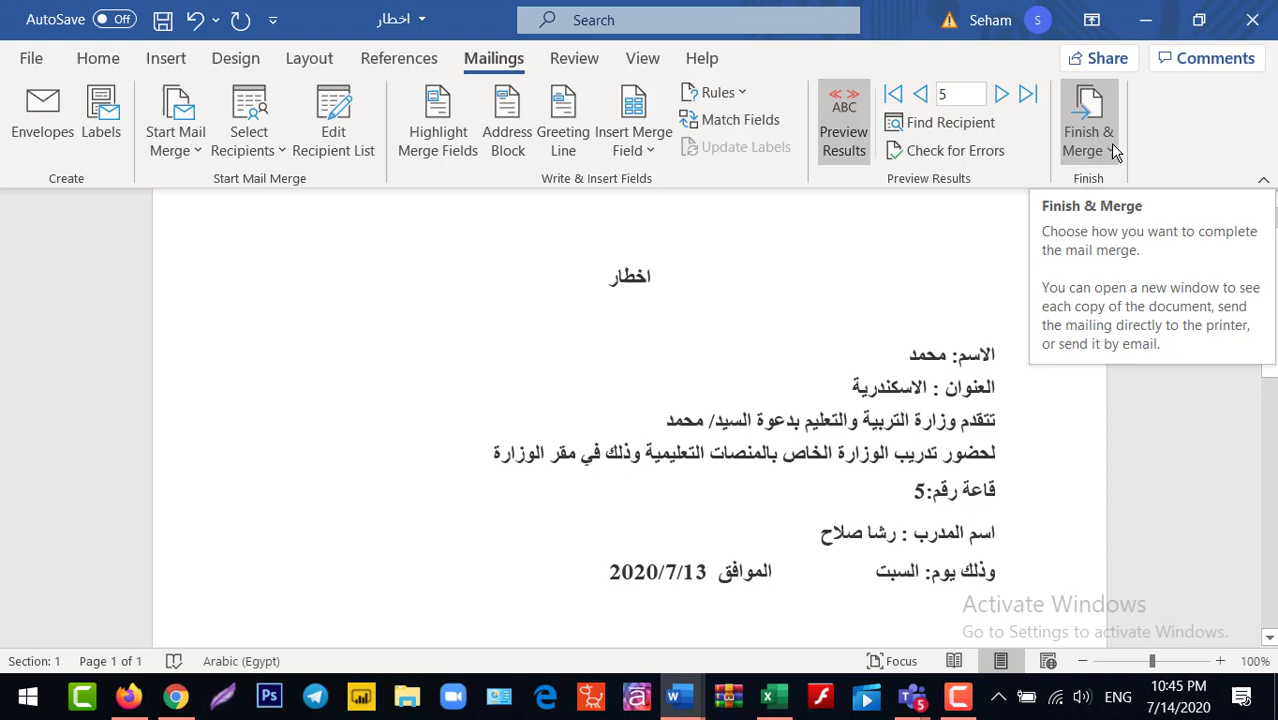 AutoSave Off
اخطار
Search
Seham
S
File Home Insert Design Layout References Mailings Review View Help
Share
Comments
Envelopes
Labels
Start Mail Merge
Select Recipients
Edit Recipient List
Highlight Merge Fields
Address Block
Greeting Line
Insert Merge Field
Rules
Match Fields
Update Labels
ABC
Preview Results
5
Find Recipient
Check for Errors
Finish & Merge
Create
Start Mail Merge
Write & Insert Fields
Preview Results
Finish
Finish & Merge
Choose how you want to complete
the mail merge.
You can open a new window to see
each copy of the document, send
the mailing directly to the printer,
or send it by email.
اخطار
الاسم: محمد
العنوان : الاسكندرية
تتقدم وزارة التربية والتعليم بدعوة السيد/ محمد
لحضور تدريب الوزارة الخاص بالمنصات التعليمية وذلك في مقر الوزارة
قاعة رقم:5
اسم المدرب : رشا صلاح
وذلك يوم: السبت الموافق 2020/7/13
Activate Windows
Go to Settings to activate Windows.
Section: 1 Page 1 of 1 Arabic (Egypt) Focus 100%
Ps
5
ENG
10:45 PM
7/14/2020